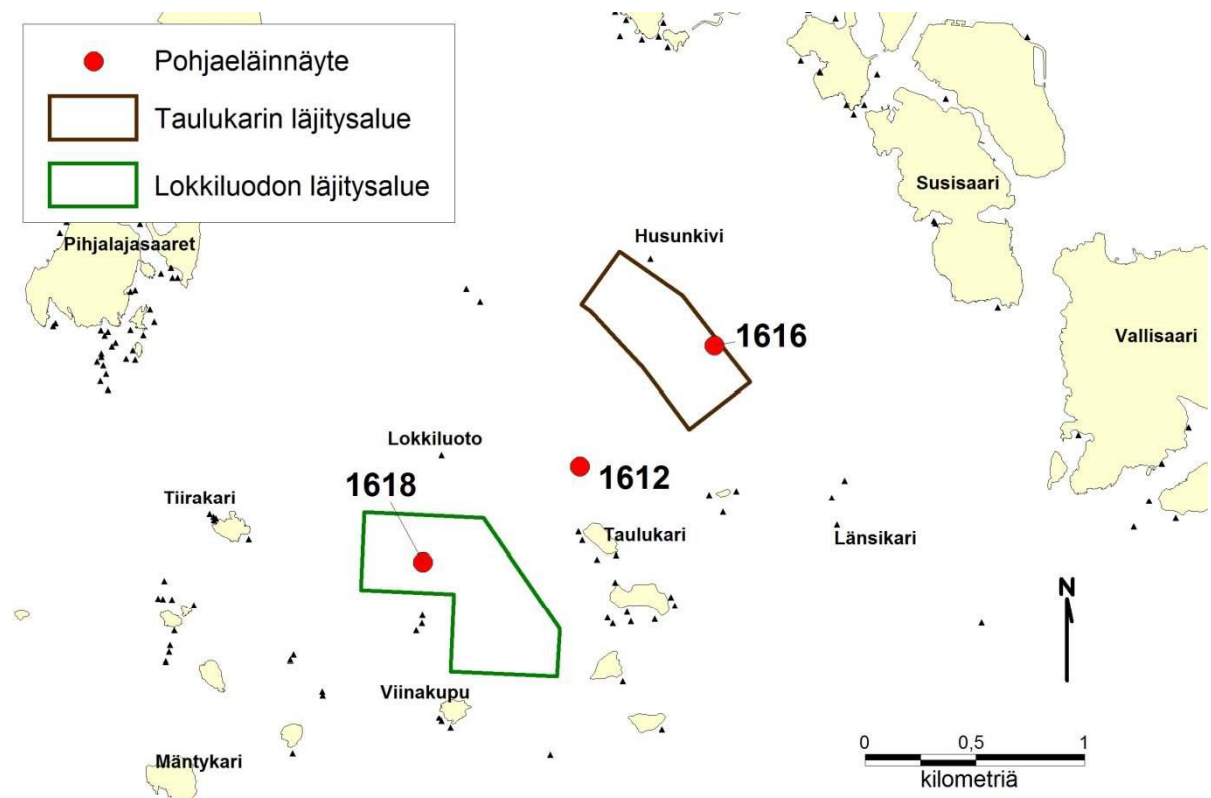 Pohjaeläinnäyte
Taulukarin läjitysalue
Lokkiluodon läjitysalue
Susisaari
Pihjalajasaaret
Husunkivi
1616
Vallisaari
Lokkiluoto
1618
1612
Tiirakari
Taulukari
Länsikari
N
Viinakupu
Mäntykari
0 0,5 1
kilometriä